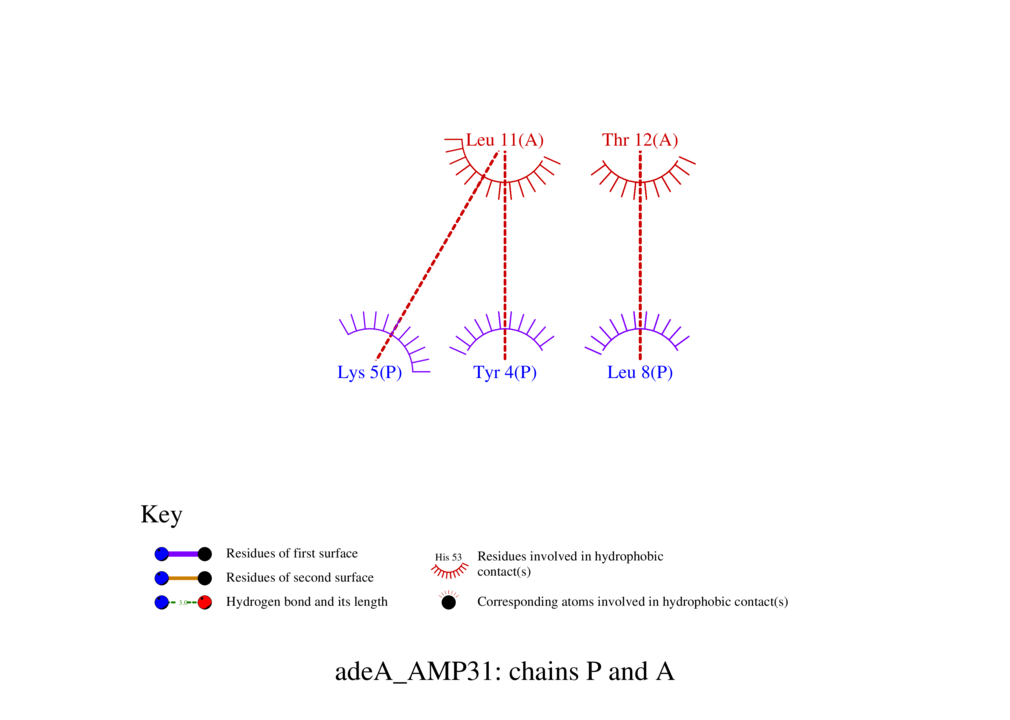 Leu 11(A) Thr 12(A)
Lys 5(P) Tyr 4(P) Leu 8(P)
Key
Residues of first surface
Residues of second surface
3.0
Hydrogen bond and its length
His 53
Residues involved in hydrophobic
contact(s)
Corresponding atoms involved in hydrophobic contact(s)
adeA_AMP31: chains P and A